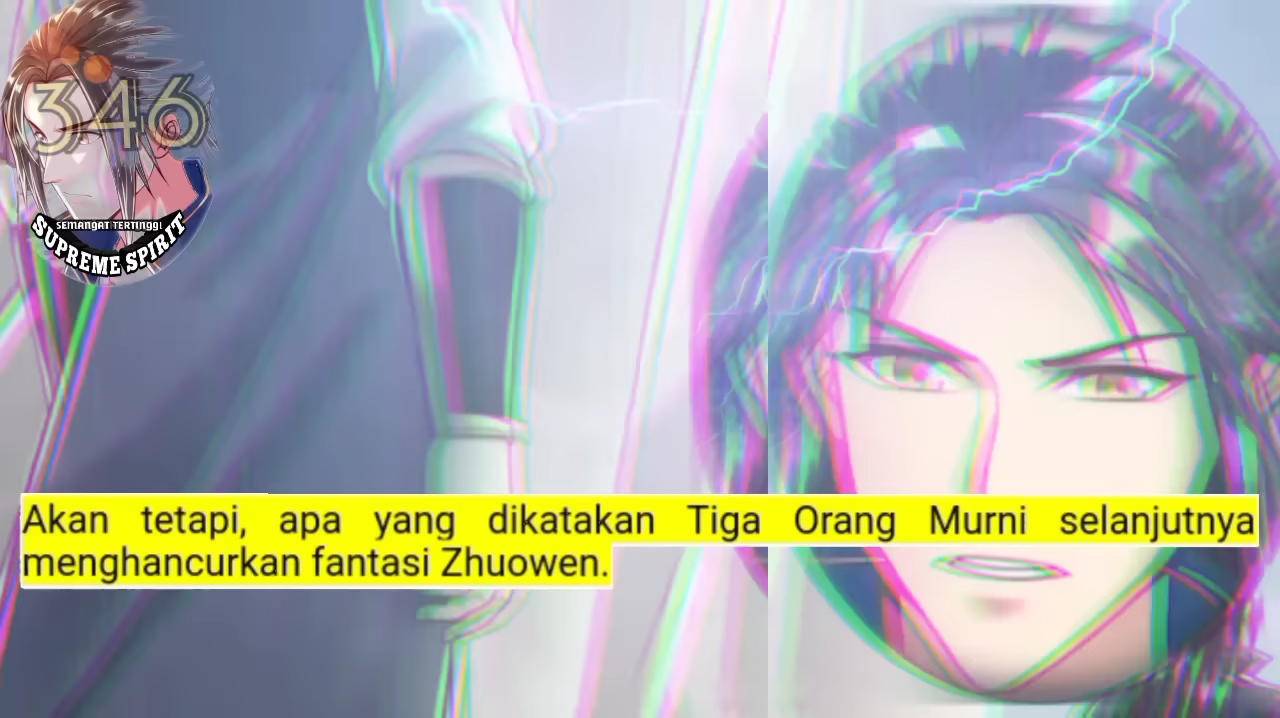 346
SEMANGAT TERTINGGI
SUPREME SPIRIT
Akan tetapi, apa yang dikatakan Tiga Orang Murni selanjutnya
menghancurkan fantasi Zhuowen.